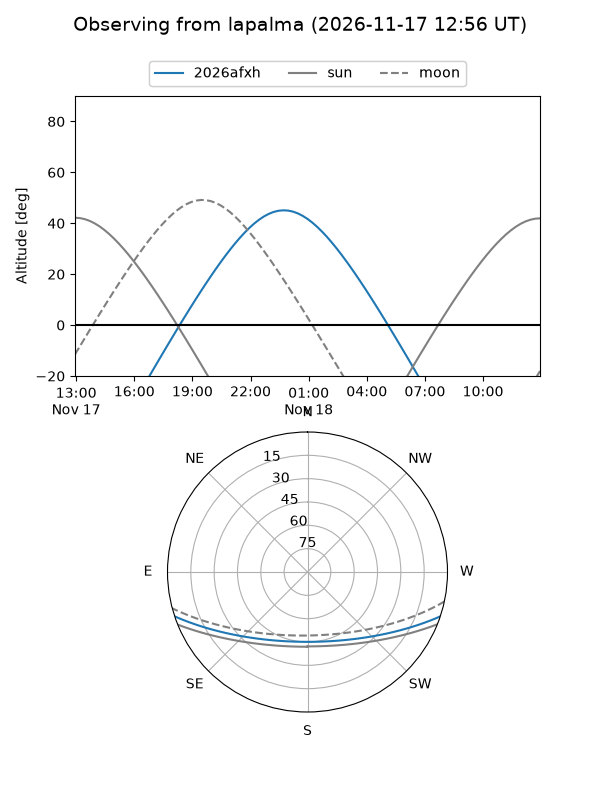 Observing from lapalma (2026-11-17 12:56 UT)
2026afxh sun moon
Altitude [deg]
80
60
40
20
0
−20
13:00 16:00 19:00 22:00 01:00 04:00 07:00 10:00
Nov 17 Nov 18
N
NE NW
15
30
45
60
75
E W
SE SW
S